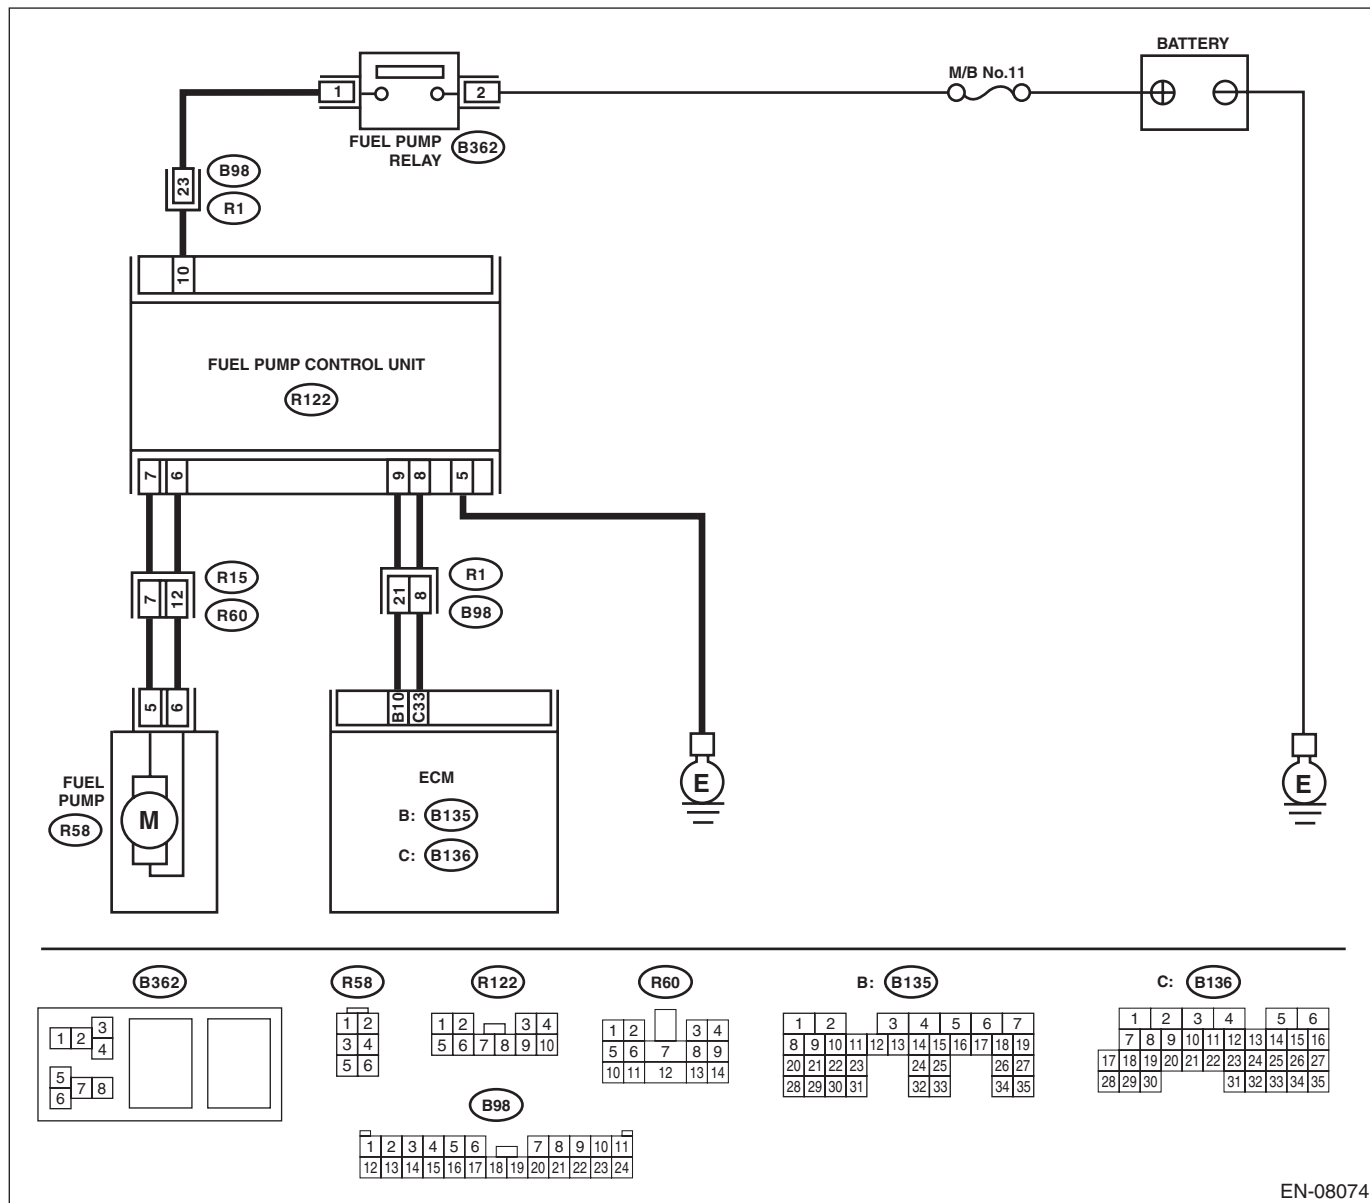 BATTERY
M/B No.11
1
2
FUEL PUMP
RELAY
B362
23
B98
R1
10
FUEL PUMP CONTROL UNIT
R122
7 6 9 8 5
7 12
R15
R60
21 8
R1
B98
5 6
B10 C33
FUEL
PUMP
R58
M
ECM
B: B135
C: B136
E
E
B362
1 2 3
4
5
6 7 8
R58
1 2
3 4
5 6
R122
1 2 3 4
5 6 7 8 9 10
R60
1 2 3 4
5 6 7 8 9
10 11 12 13 14
B: B135
1 2 3 4 5 6 7
8 9 10 11 12 13 14 15 16 17 18 19
20 21 22 23 24 25 26 27
28 29 30 31 32 33 34 35
C: B136
1 2 3 4 5 6
7 8 9 10 11 12 13 14 15 16
17 18 19 20 21 22 23 24 25 26 27
28 29 30 31 32 33 34 35
B98
1 2 3 4 5 6 7 8 9 10 11
12 13 14 15 16 17 18 19 20 21 22 23 24
EN-08074